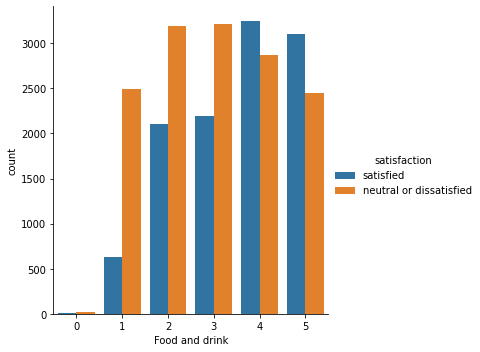 3000
2500
2000
1500
1000
500
0
count
0 1 2 3 4 5
Food and drink
satisfaction
satisfied
neutral or dissatisfied